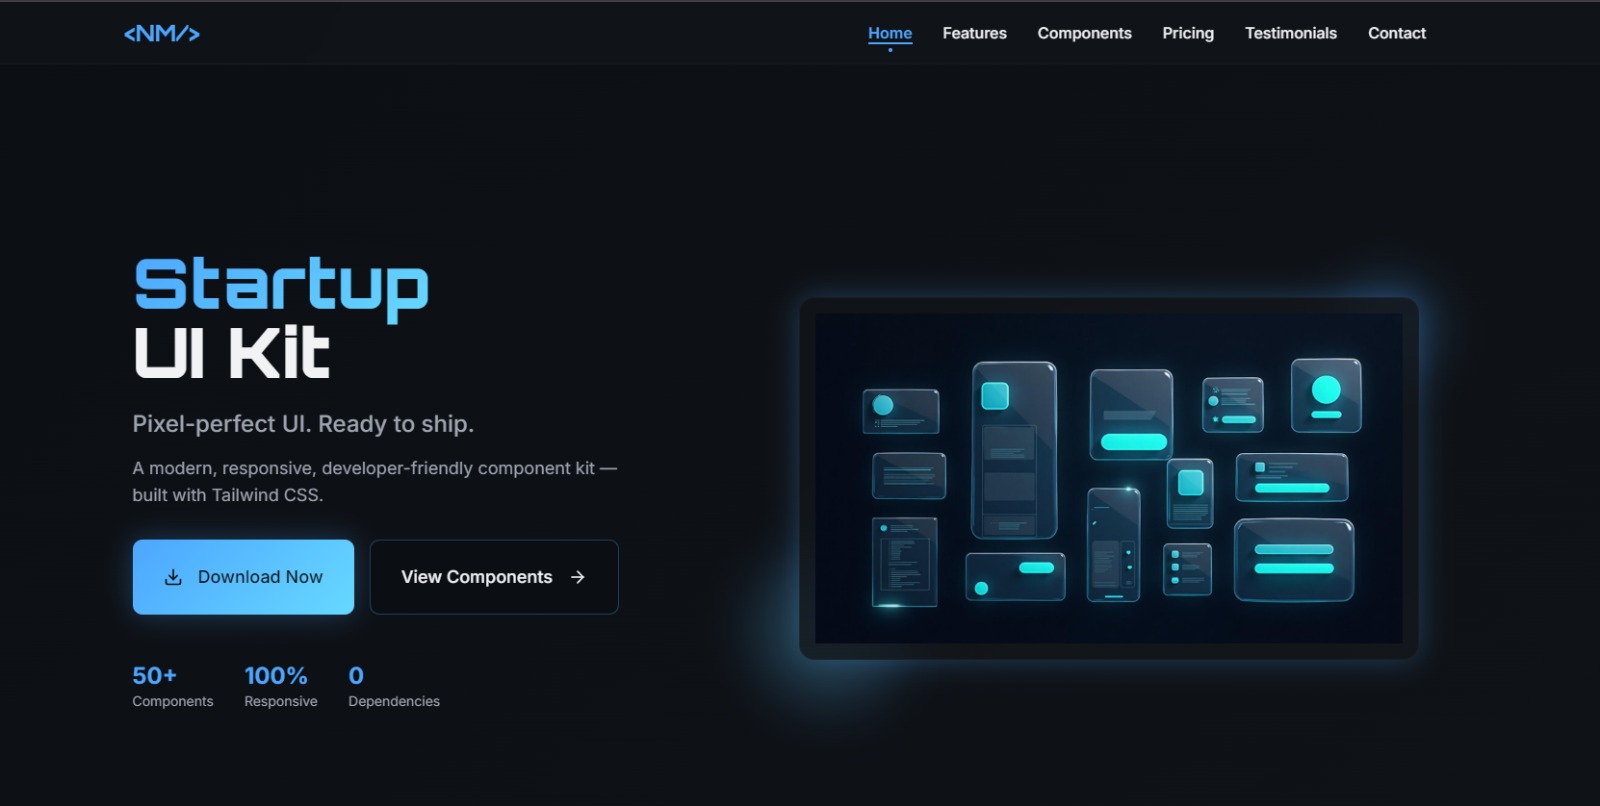 <NM/>
Home Features Components Pricing Testimonials Contact
Startup
UI Kit
Pixel-perfect UI. Ready to ship.
A modern, responsive, developer-friendly component kit —
built with Tailwind CSS.
Download Now
View Components →
50+ 100% 0
Components Responsive Dependencies